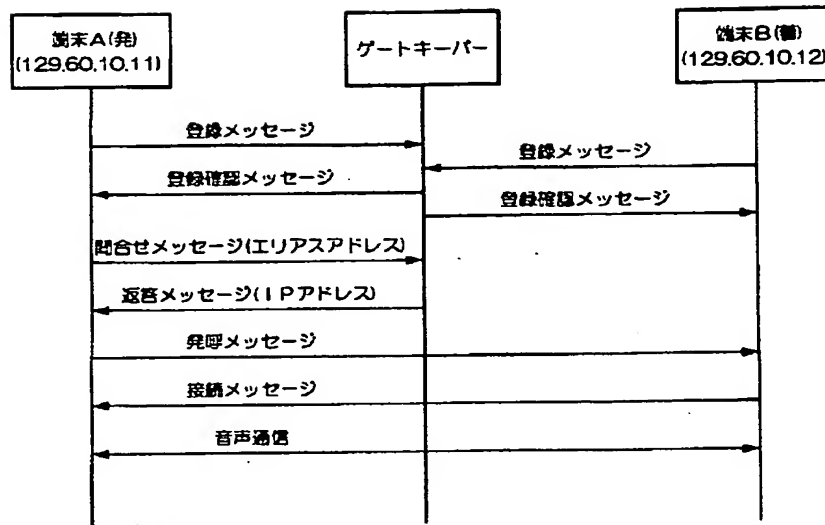 端末A(発)
(129.60.10.11)
ゲートキーパー
端末B(着)
(129.60.10.12)
登録メッセージ
登録メッセージ
登録確認メッセージ
登録確認メッセージ
問合せメッセージ(エリアスアドレス)
返答メッセージ(IPアドレス)
発呼メッセージ
接続メッセージ
音声通信